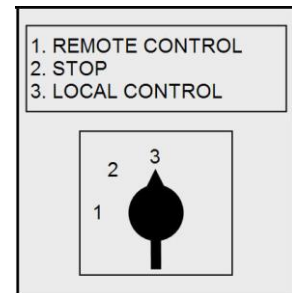 1. REMOTE CONTROL
2. STOP
3. LOCAL CONTROL
3
2
1